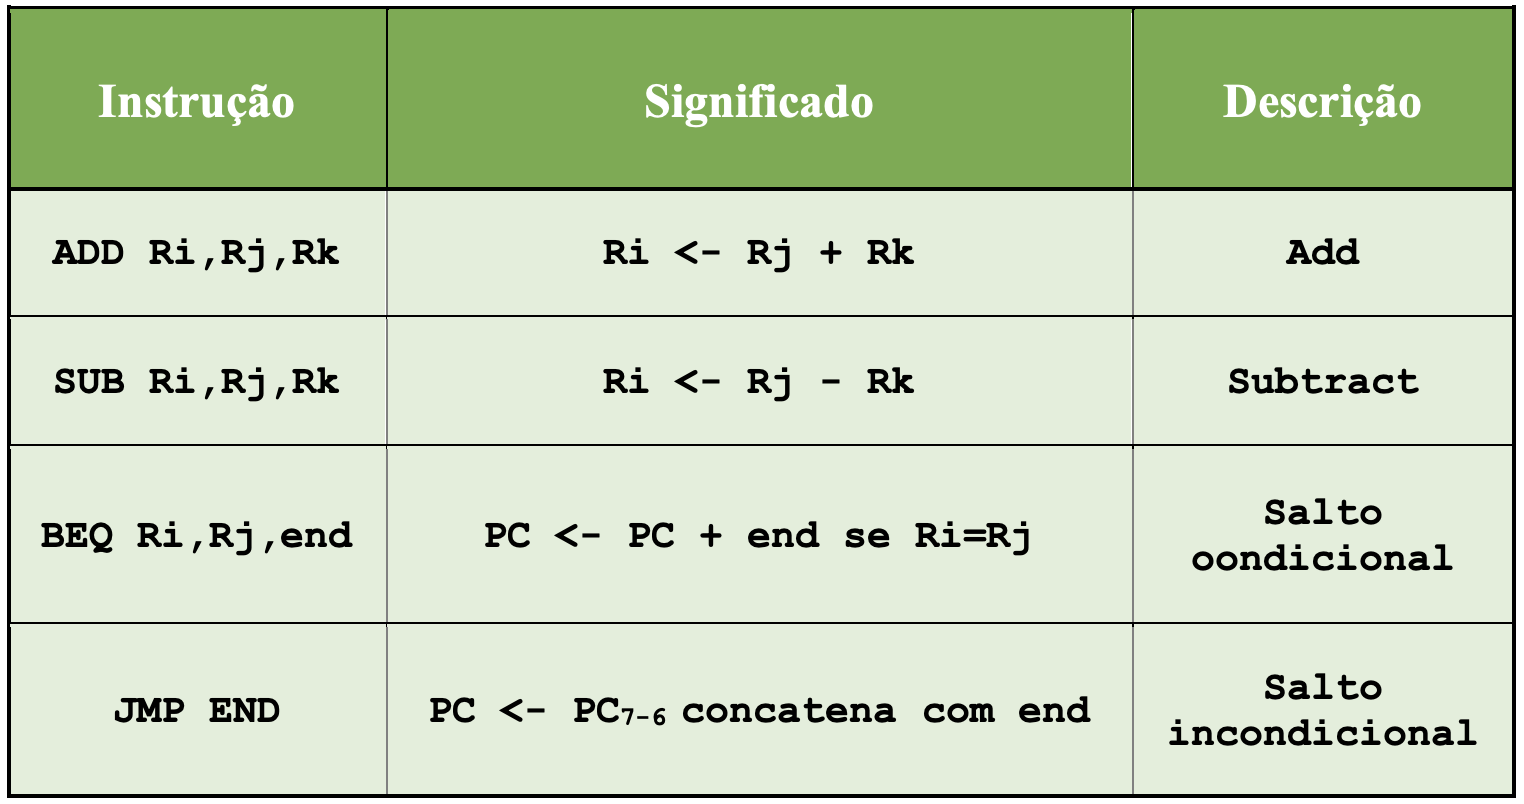 Instrução Significado Descrição
ADD Ri,Rj,Rk Ri <- Rj + Rk Add
SUB Ri,Rj,Rk Ri <- Rj - Rk Subtract
BEQ Ri,Rj,end PC <- PC + end se Ri=Rj Salto
oondicional
JMP END PC <- PC7-6 concatena com end Salto
incondicional